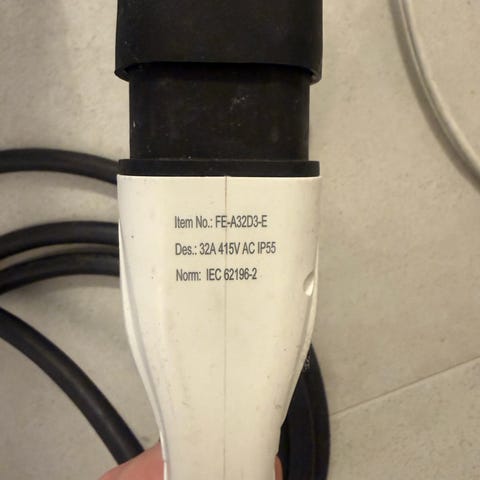 Item No.: FE-A32D3-E
Des.: 32A 415V AC IP55
Norm: IEC 62196-2